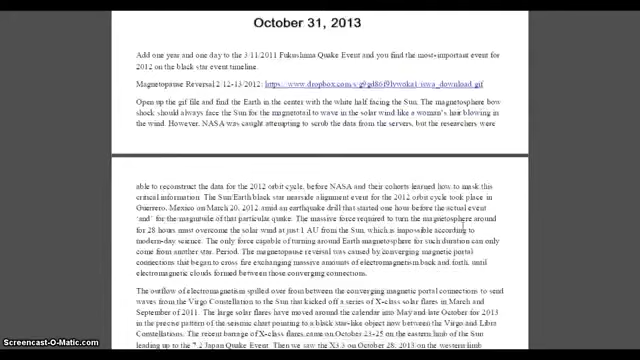 October 31, 2013
Add one year and one day to the 3/11/2011 Fukushima Quake Event and you find the most-important event for
2012 on the black star event timeline.
Magnetopause Reversal 2/12-13/2012:
Open up the gif file and find the Earth in the center with the white half facing the Sun. The magnetosphere bow
shock should always face the Sun for the magnetotail to wave in the solar wind like a woman's hair blowing in
the wind. However, NASA was caught attempting to scrub the data from the servers, but the researchers were
able to reconstruct the data for the 2012 orbit cycle, before NASA and their cohorts learned how to mask this
critical information. The Sun/Earth/black star nearside alignment event for the 2012 orbit cycle took place in
Guerrero, Mexico on March 20, 2012 amid an earthquake drill that started one hour before the actual event
'and' for the magnitude of that particular quake. The massive force required to turn the magnetosphere around
for 28 hours must overcome the solar wind at just 1 AU from the Sun, which is impossible according to
modern-day science. The only force capable of turning around Earth magnetosphere for such duration can only
come from another star. Period. The magnetopause reversal was caused by converging magnetic portal
connections that began to cross fire exchanging massive amounts of electromagnetism back and forth, until
electromagnetic clouds formed between those converging connections.
The outflow of electromagnetism spilled over from between the converging magnetic portal connections to send
waves from the Virgo Constellation to the Sun that kicked off a series of X-class solar flares in March and
September of 2011. The large solar flares have moved around the calendar into May and late October for 2013
in the precise pattern of the seismic chart pointing to a black star-like object now between the Virgo and Libra
Constellations. The recent barrage of X-class flares came on October 23-25 on the eastern limb of the Sun
leading up to the 7.2 Japan Quake Event. Then we saw the X3.3 on October 28, 2013 on the western limb
Screencast-O-Matic.com